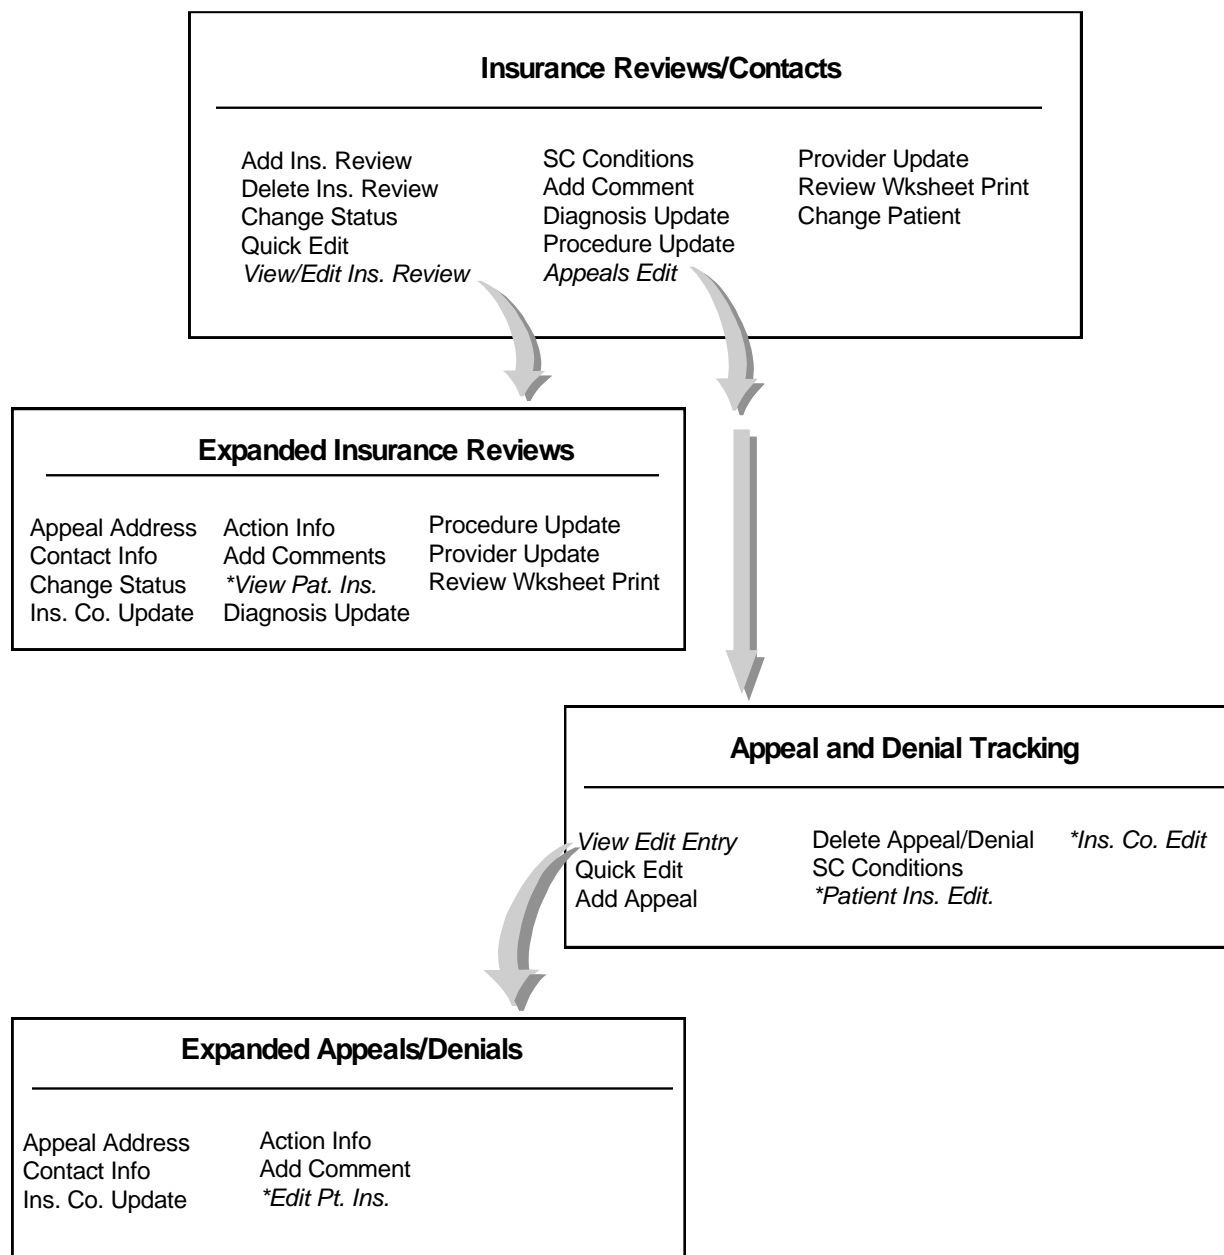 Insurance Reviews/Contacts
Add Ins. Review
Delete Ins. Review
Change Status
Quick Edit
View/Edit Ins. Review
SC Conditions
Add Comment
Diagnosis Update
Procedure Update
Appeals Edit
Provider Update
Review Wksheet Print
Change Patient
Expanded Insurance Reviews
Appeal Address
Contact Info
Change Status
Ins. Co. Update
Action Info
Add Comments
*View Pat. Ins.
Diagnosis Update
Procedure Update
Provider Update
Review Wksheet Print
Appeal and Denial Tracking
View Edit Entry
Quick Edit
Add Appeal
Delete Appeal/Denial
SC Conditions
*Patient Ins. Edit.
*Ins. Co. Edit
Expanded Appeals/Denials
Appeal Address
Contact Info
Ins. Co. Update
Action Info
Add Comment
*Edit Pt. Ins.